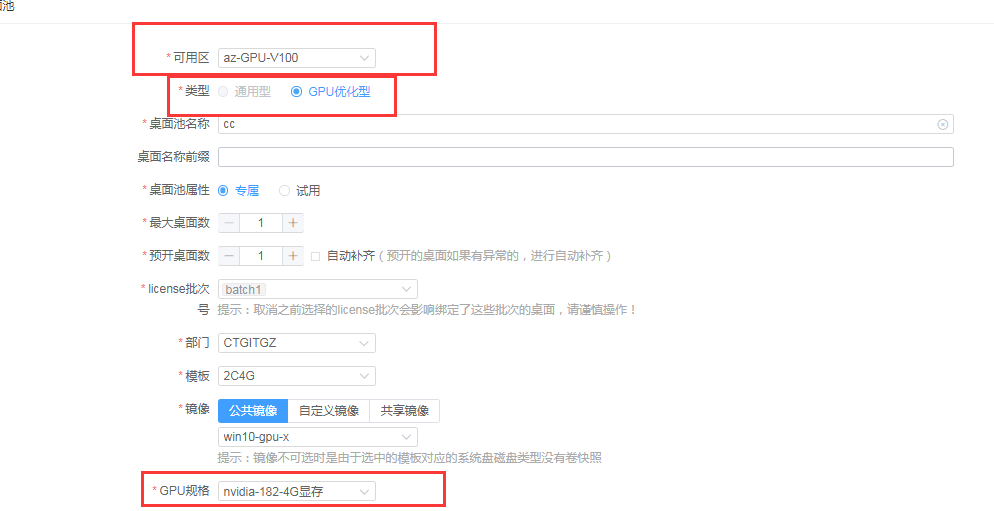 面池
* 可用区 az-GPU-V100
* 类型 通用型 GPU优化型
* 桌面池名称 cc
桌面名称前缀
* 桌面池属性 专属 试用
* 最大桌面数 － 1 +
* 预开桌面数 － 1 + 自动补齐（预开的桌面如果有异常的，进行自动补齐）
* license批次号 batch1
提示：取消之前选择的license批次会影响绑定了这些批次的桌面，请谨慎操作！
* 部门 CTGITGZ
* 模板 2C4G
* 镜像 公共镜像 自定义镜像 共享镜像
win10-gpu-x
提示：镜像不可选时是由于选中的模板对应的系统盘磁盘类型没有卷快照
* GPU规格 nvidia-182-4G显存